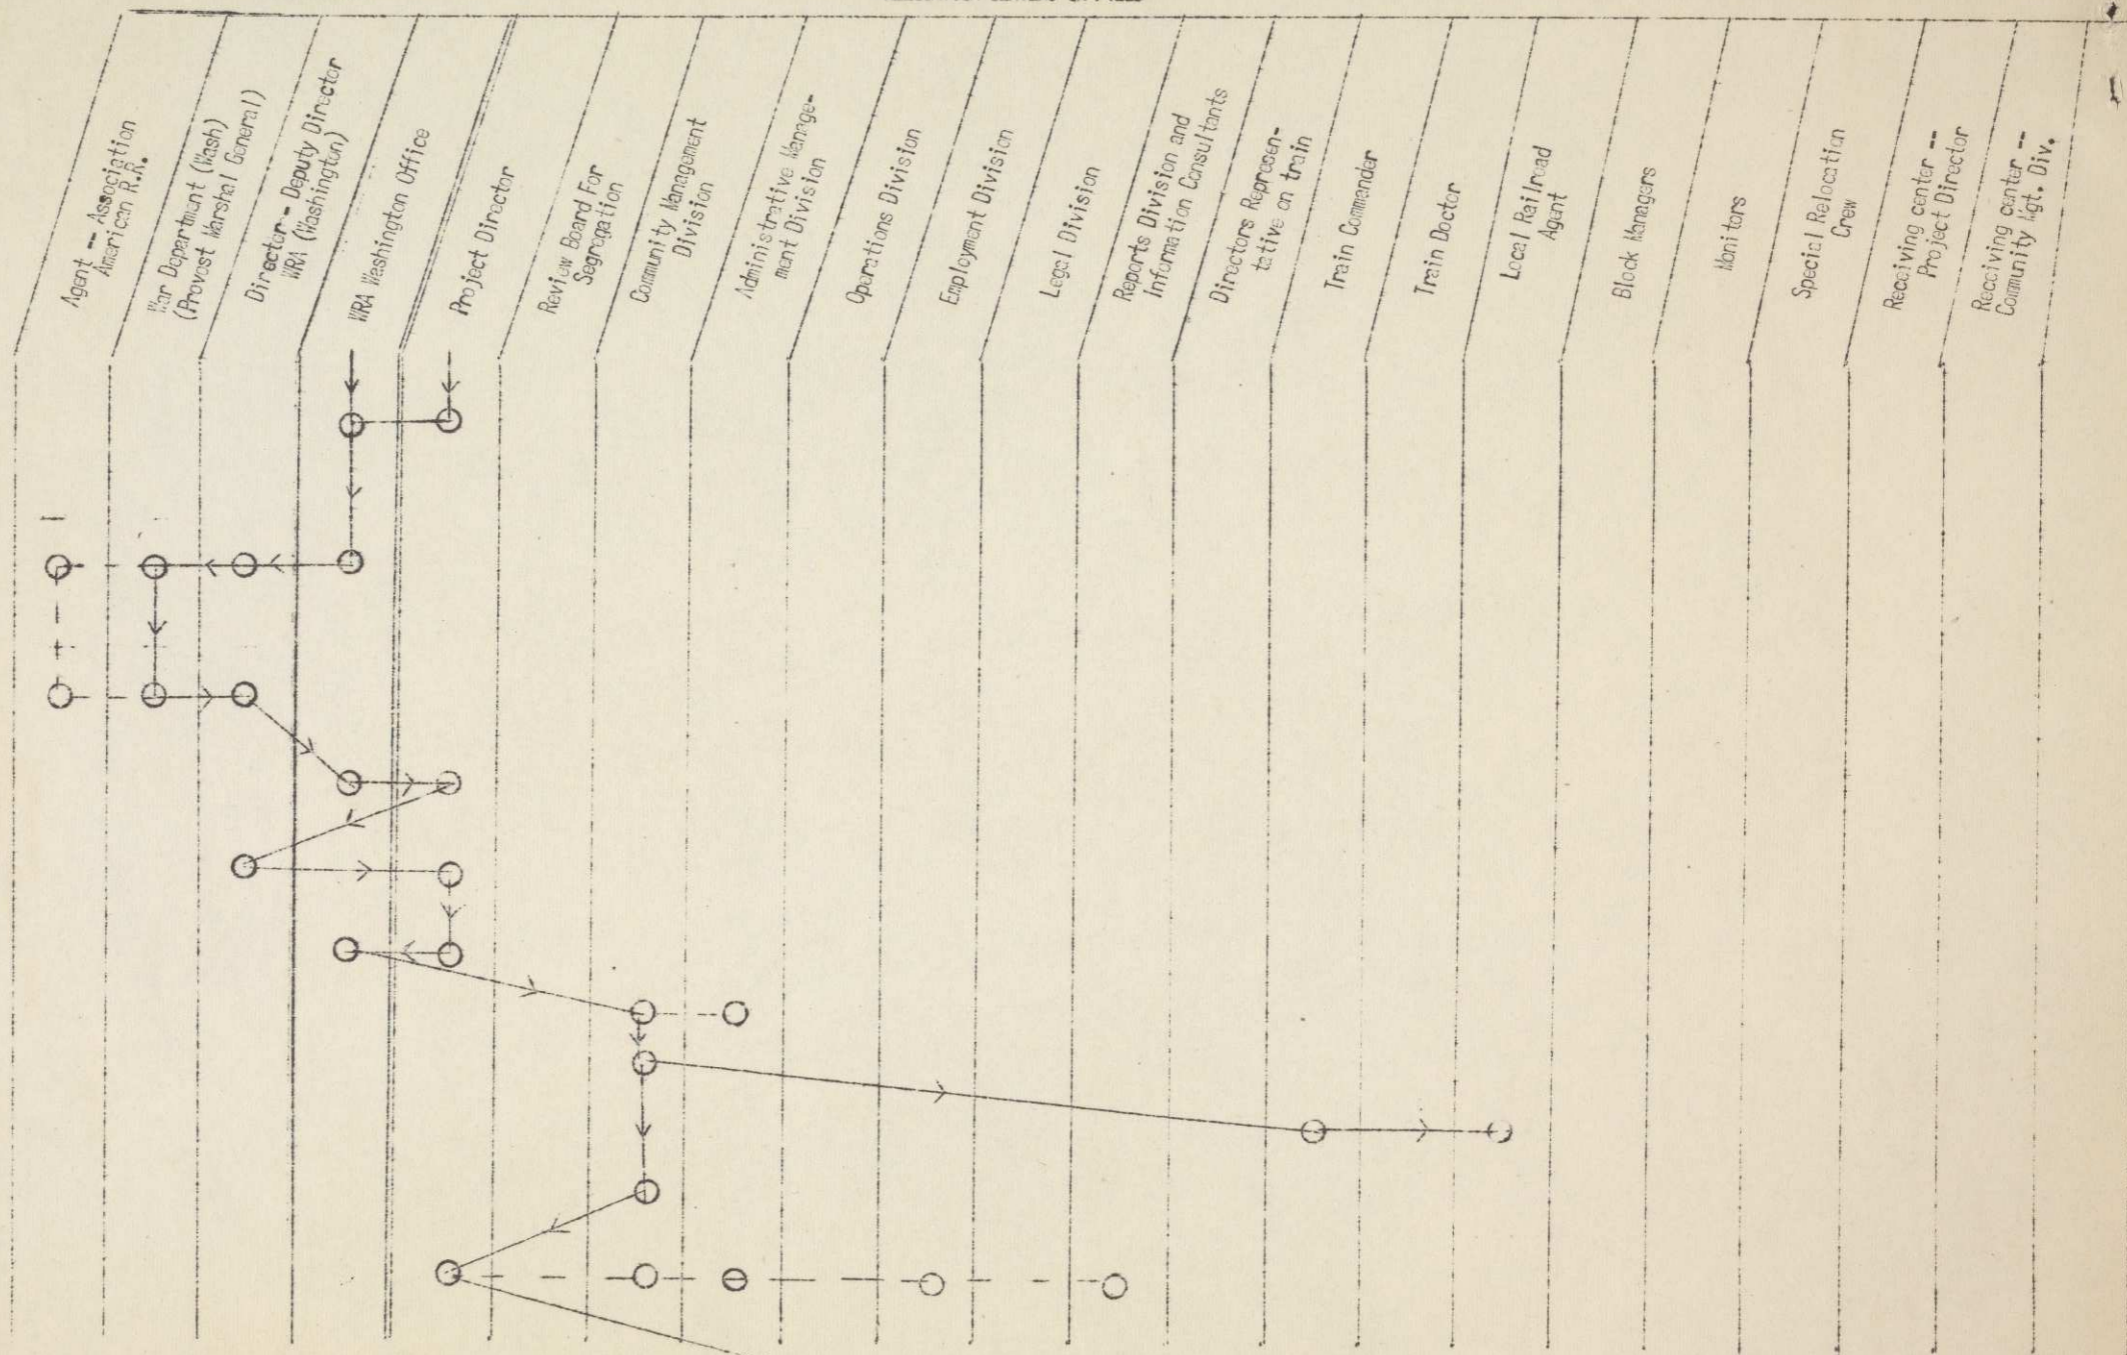 Agent -- Association
American R.R.
War Department (Wash)
(Provost Marshal General)
Director - Deputy Director
WRA (Washington)
WRA Washington Office
Project Director
Review Board For
Segregation
Community Management
Division
Administrative Manage-
ment Division
Operations Division
Employment Division
Legal Division
Reports Division and
Information Consultants
Directors Represen-
tative on train
Train Commander
Train Doctor
Local Railroad
Agent
Block Managers
Monitors
Special Relocation
Crew
Receiving center --
Project Director
Receiving center --
Community Mgt. Div.